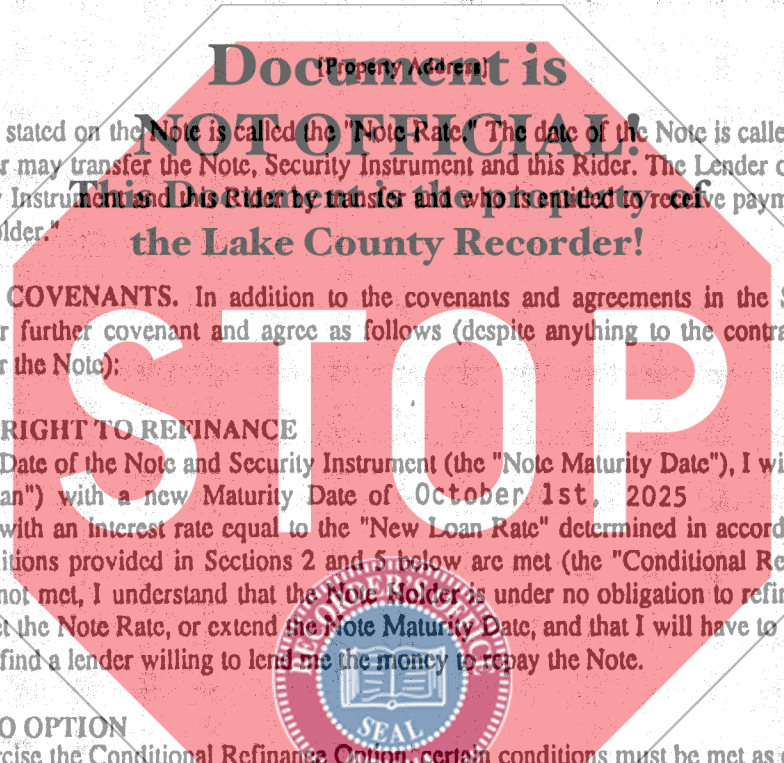 Document is
[Property Address]
NOT OFFICIAL!
This Document is the property of
the Lake County Recorder!
stated on the Note is called the "Note Rate." The date of the Note is calle
r may transfer the Note, Security Instrument and this Rider. The Lender
Instrument and this Rider by transfer and who is entitled to receive paym
older."
COVENANTS. In addition to the covenants and agreements in the
r further covenant and agree as follows (despite anything to the contra
r the Note):
STOP
RIGHT TO REFINANCE
Date of the Note and Security Instrument (the "Note Maturity Date"), I wi
an") with a new Maturity Date of October 1st, 2025
with an interest rate equal to the "New Loan Rate" determined in accord
itions provided in Sections 2 and 5 below are met (the "Conditional Re
not met, I understand that the Note Holder is under no obligation to refin
t the Note Rate, or extend the Note Maturity Date, and that I will have to
find a lender willing to lend me the money to repay the Note.
SEAL
O OPTION
rcise the Conditional Refinance Option, certain conditions must be met as